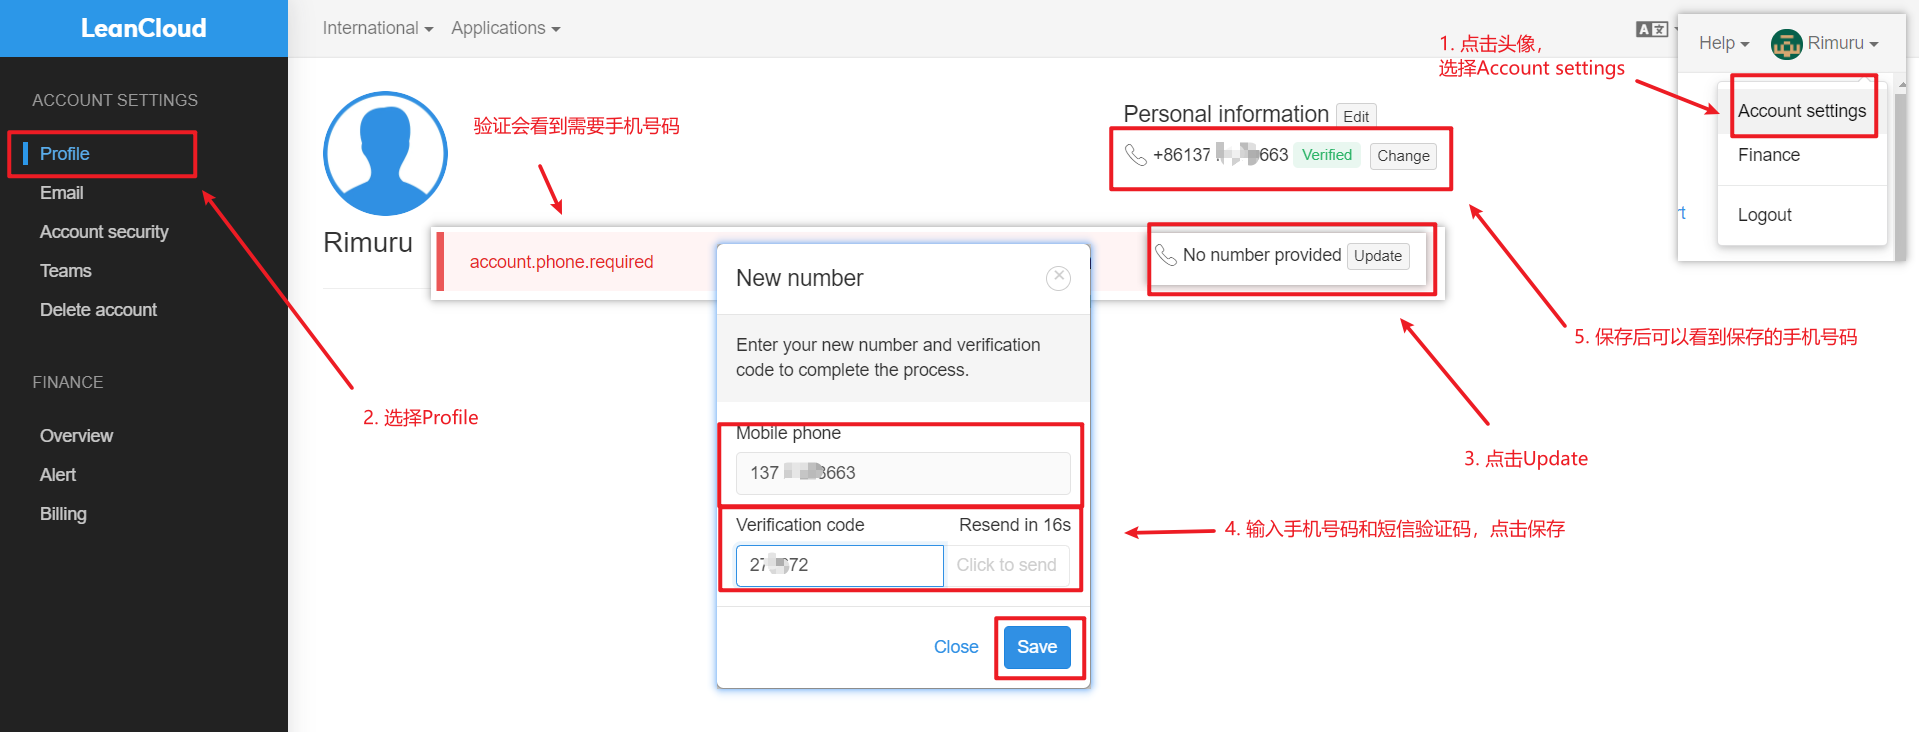 LeanCloud
International
Applications
Help
Rimuru
1. 点击头像，
选择Account settings
Account settings
Finance
Logout
ACCOUNT SETTINGS
Profile
Email
Account security
Teams
Delete account
FINANCE
Overview
Alert
Billing
验证会看到需要手机号码
Personal information
Edit
+86137
663
Verified
Change
Rimuru
account.phone.required
No number provided
Update
New number
Enter your new number and verification
code to complete the process.
Mobile phone
137
3663
Verification code
Resend in 16s
27
72
Click to send
Close
Save
2. 选择Profile
3. 点击Update
4. 输入手机号码和短信验证码，点击保存
5. 保存后可以看到保存的手机号码